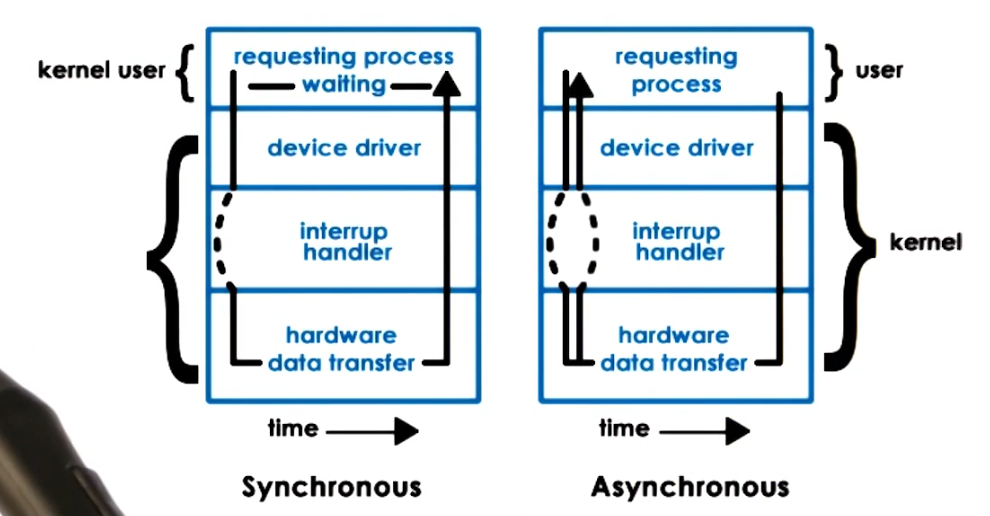 kernel user
requesting process
waiting
device driver
interrup
handler
hardware
data transfer
time
Synchronous
requesting
process
user
device driver
interrup
handler
kernel
hardware
data transfer
time
Asynchronous